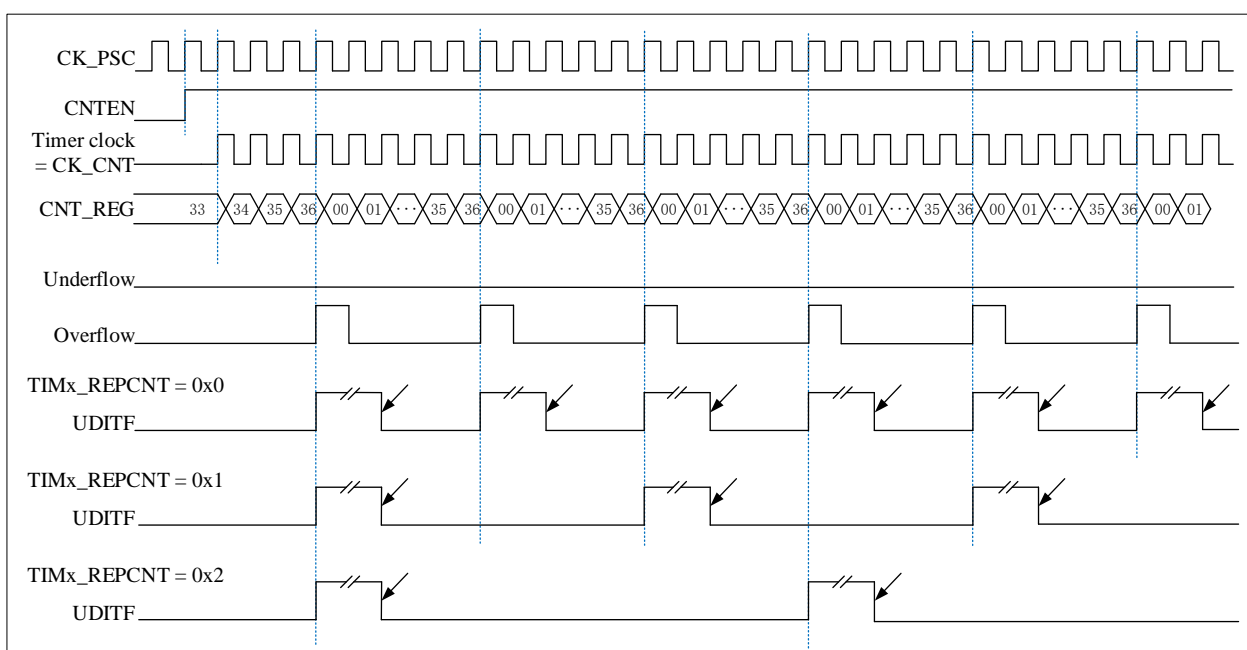 CK_PSC
CNTEN
Timer clock
= CK_CNT
CNT_REG 33 34 35 36 00 01 ··· 35 36 00 01 ··· 35 36 00 01 ··· 35 36 00 01 ··· 35 36 00 01 ··· 35 36 00 01
Underflow
Overflow
TIMx_REPCNT = 0x0
UDITF
TIMx_REPCNT = 0x1
UDITF
TIMx_REPCNT = 0x2
UDITF